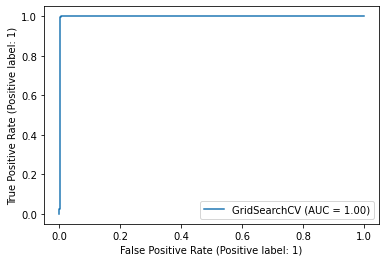 True Positive Rate (Positive label: 1)
1.0
0.8
0.6
0.4
0.2
0.0
GridSearchCV (AUC = 1.00)
0.0 0.2 0.4 0.6 0.8 1.0
False Positive Rate (Positive label: 1)